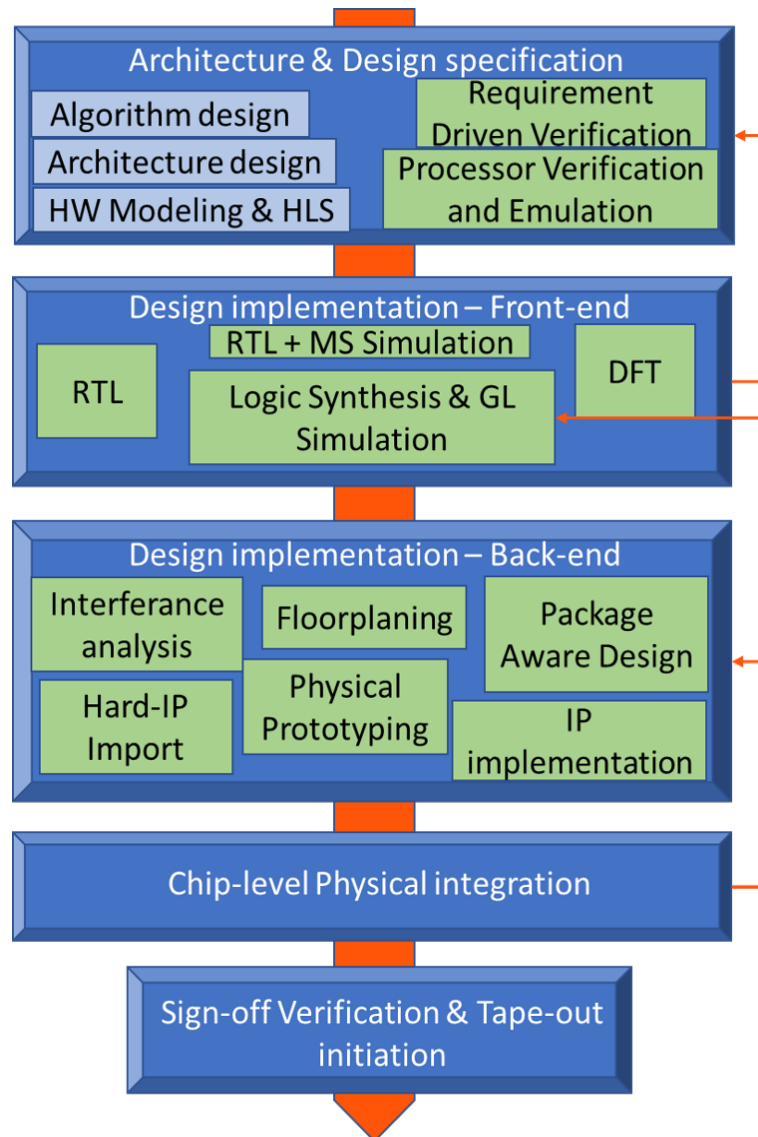 Architecture & Design specification
Algorithm design
Architecture design
HW Modeling & HLS
Requirement
Driven Verification
Processor Verification
and Emulation
Design implementation – Front-end
RTL
RTL + MS Simulation
Logic Synthesis & GL
Simulation
DFT
Design implementation – Back-end
Interferance
analysis
Floorplaning
Package
Aware Design
Hard-IP
Import
Physical
Prototyping
IP
implementation
Chip-level Physical integration
Sign-off Verification & Tape-out
initiation